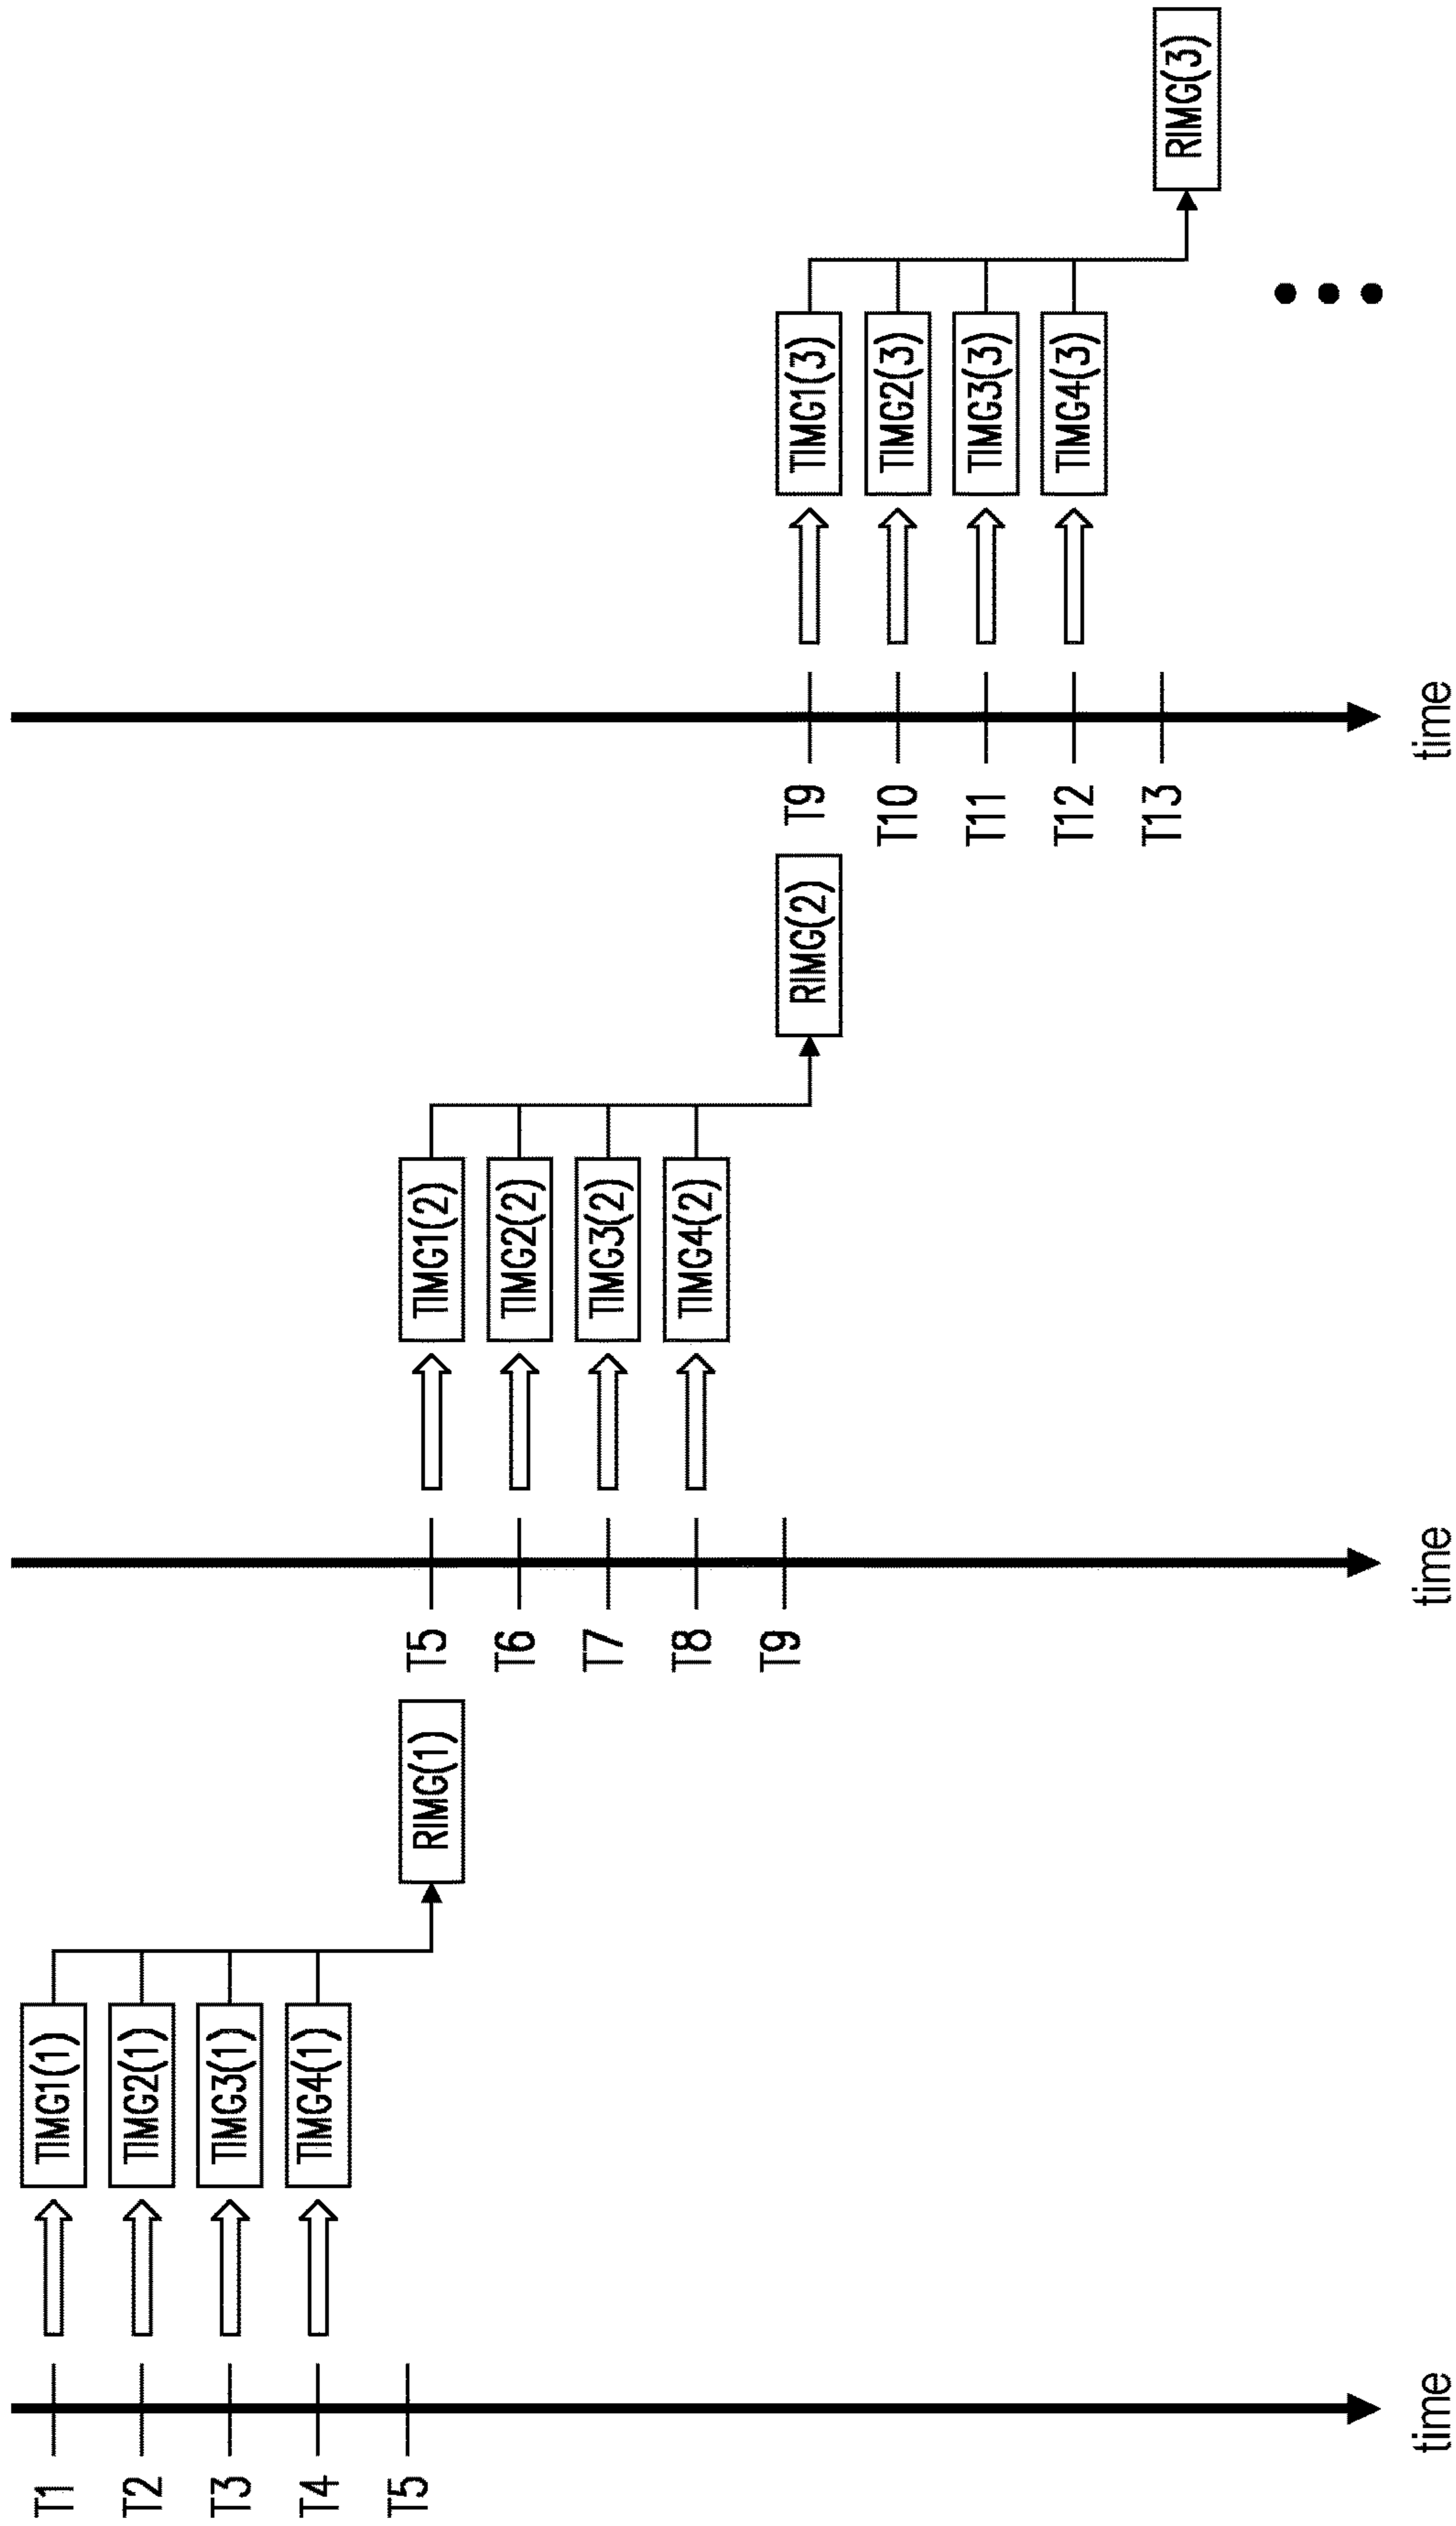 T1
T2
T3
T4
T5
time
TIMG1(1)
TIMG2(1)
TIMG3(1)
TIMG4(1)
RIMG(1)
T5
T6
T7
T8
T9
time
TIMG1(2)
TIMG2(2)
TIMG3(2)
TIMG4(2)
RIMG(2)
T9
T10
T11
T12
T13
time
TIMG1(3)
TIMG2(3)
TIMG3(3)
TIMG4(3)
RIMG(3)